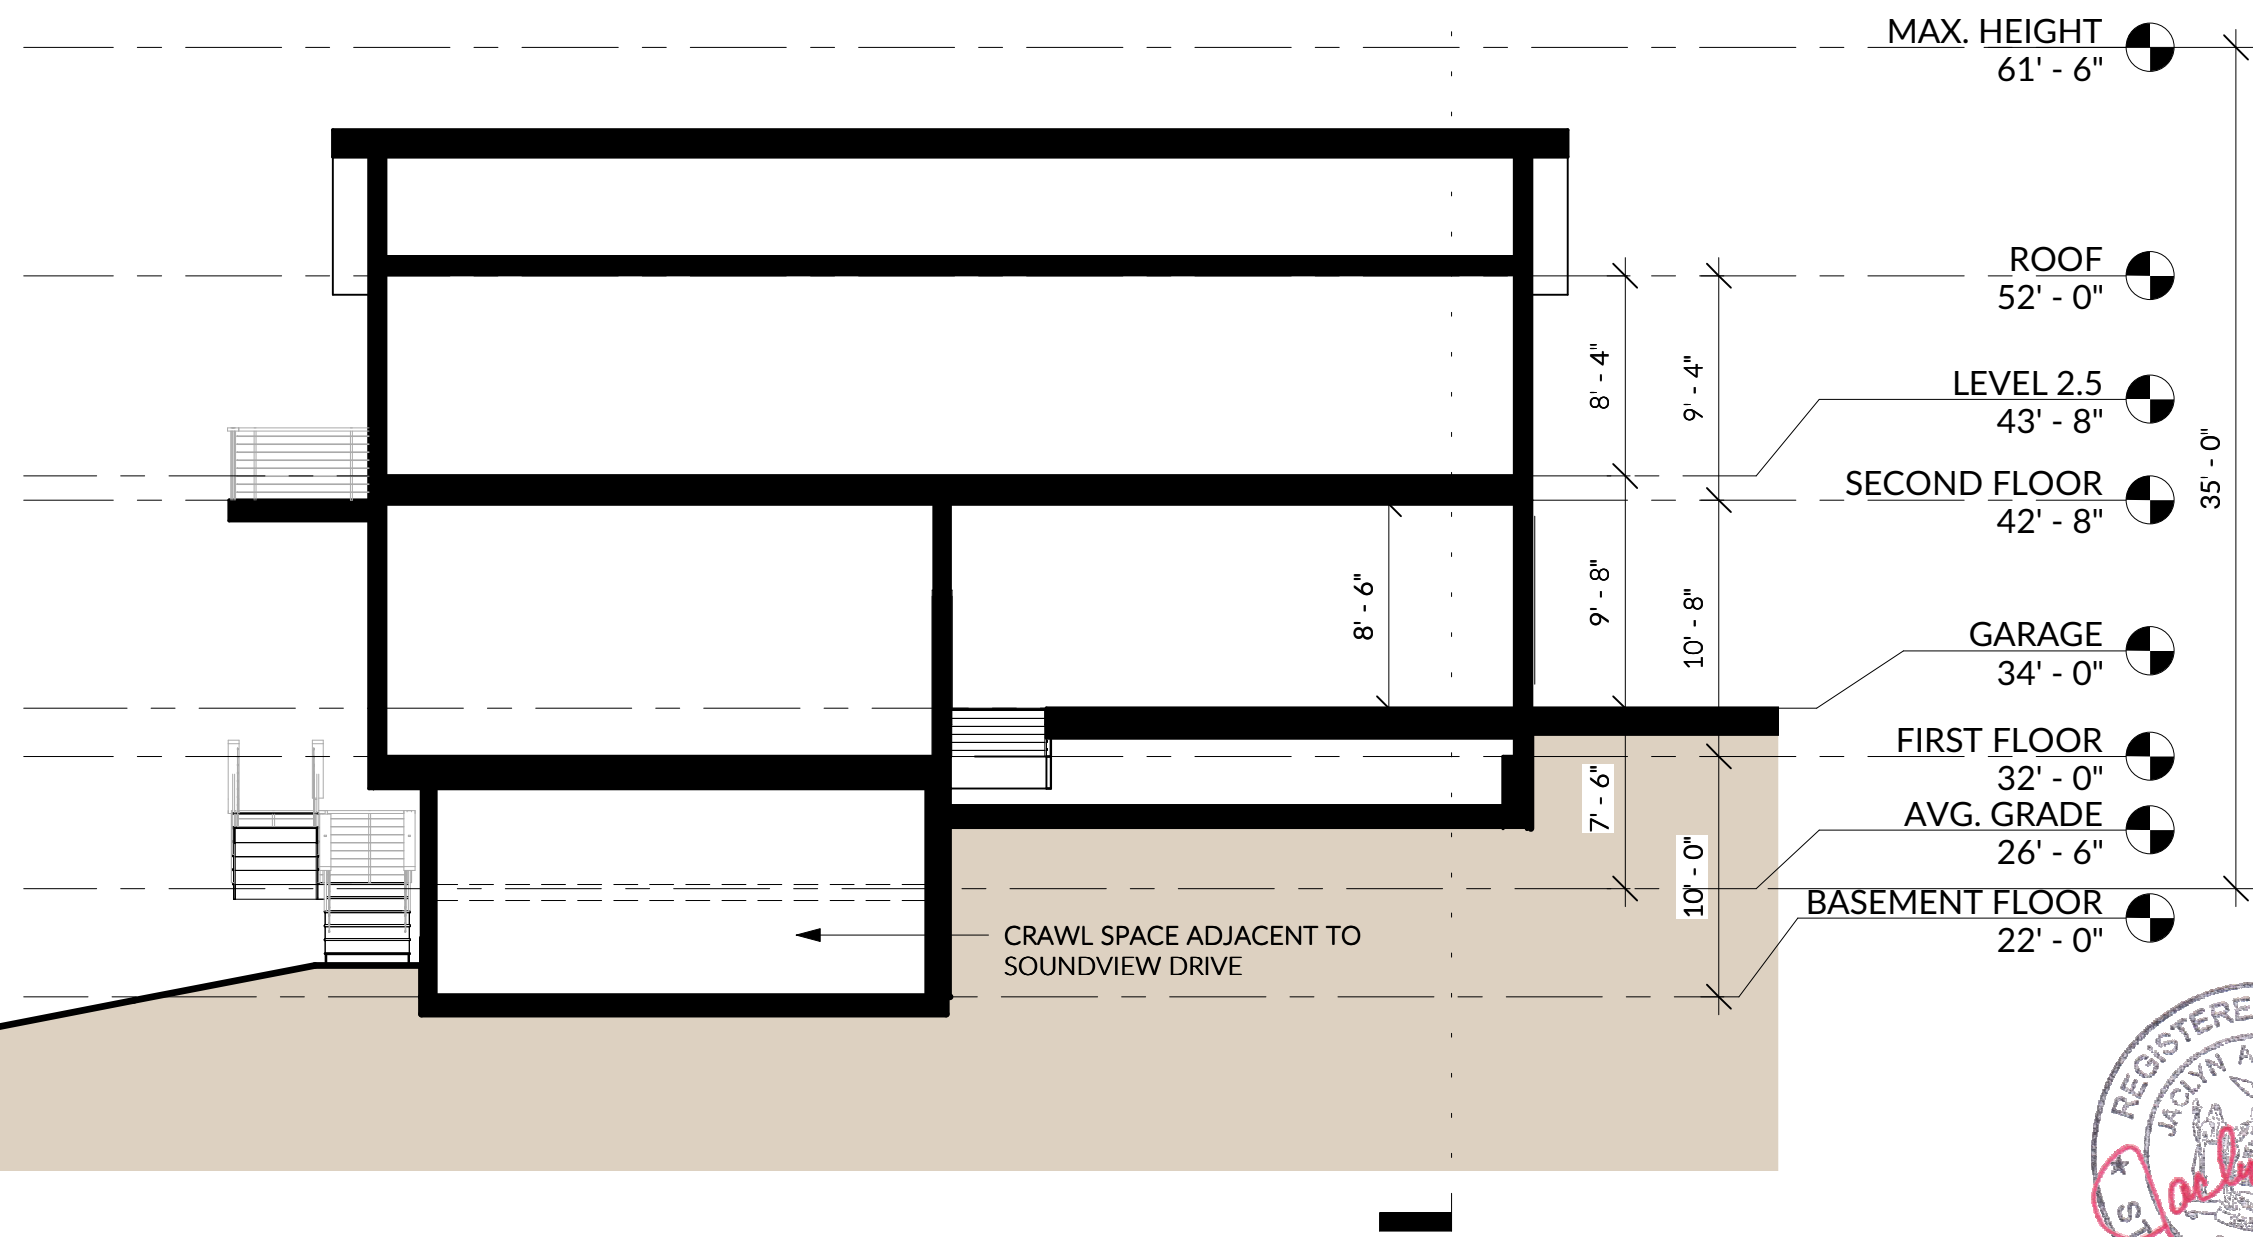 MAX. HEIGHT
61' - 6"
ROOF
52' - 0"
8' - 4"
9' - 4"
LEVEL 2.5
43' - 8"
35' - 0"
SECOND FLOOR
42' - 8"
8' - 6"
9' - 8"
10' - 8"
GARAGE
34' - 0"
FIRST FLOOR
32' - 0"
7' - 6"
AVG. GRADE
26' - 6"
10' - 0"
BASEMENT FLOOR
22' - 0"
CRAWL SPACE ADJACENT TO
SOUNDVIEW DRIVE
REGISTERE
JACLYN
ST